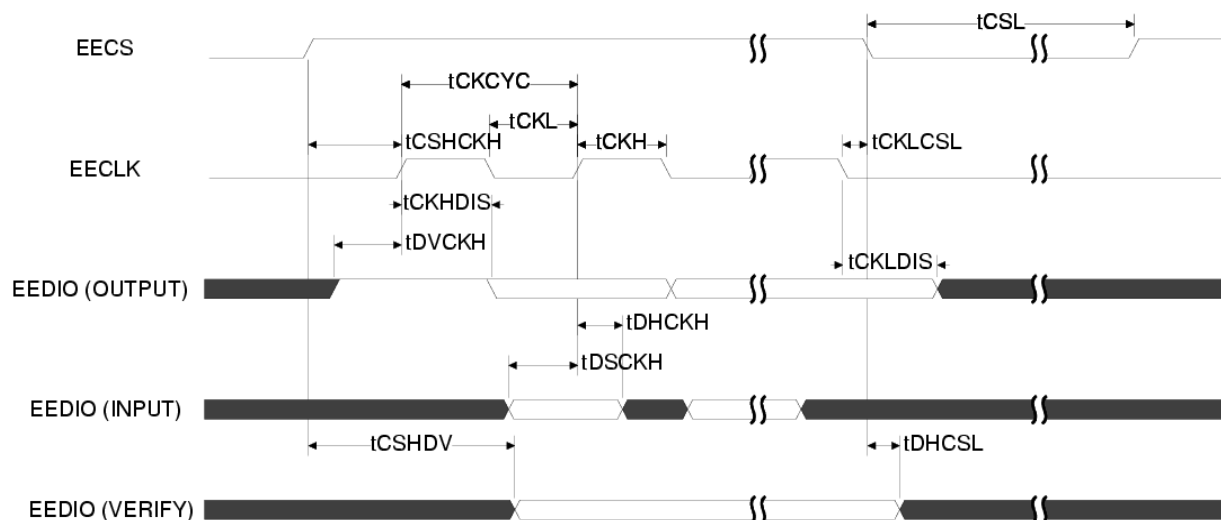 tCSL
EECS
tCKCYC
tCKL
tCSHCKH
tCKH
tCKLCSL
EECLK
tCKHDIS
tDVCKH
tCKLDIS
EEDIO (OUTPUT)
tDHCKH
tDSCKH
EEDIO (INPUT)
tCSHDV
tDHCSL
EEDIO (VERIFY)